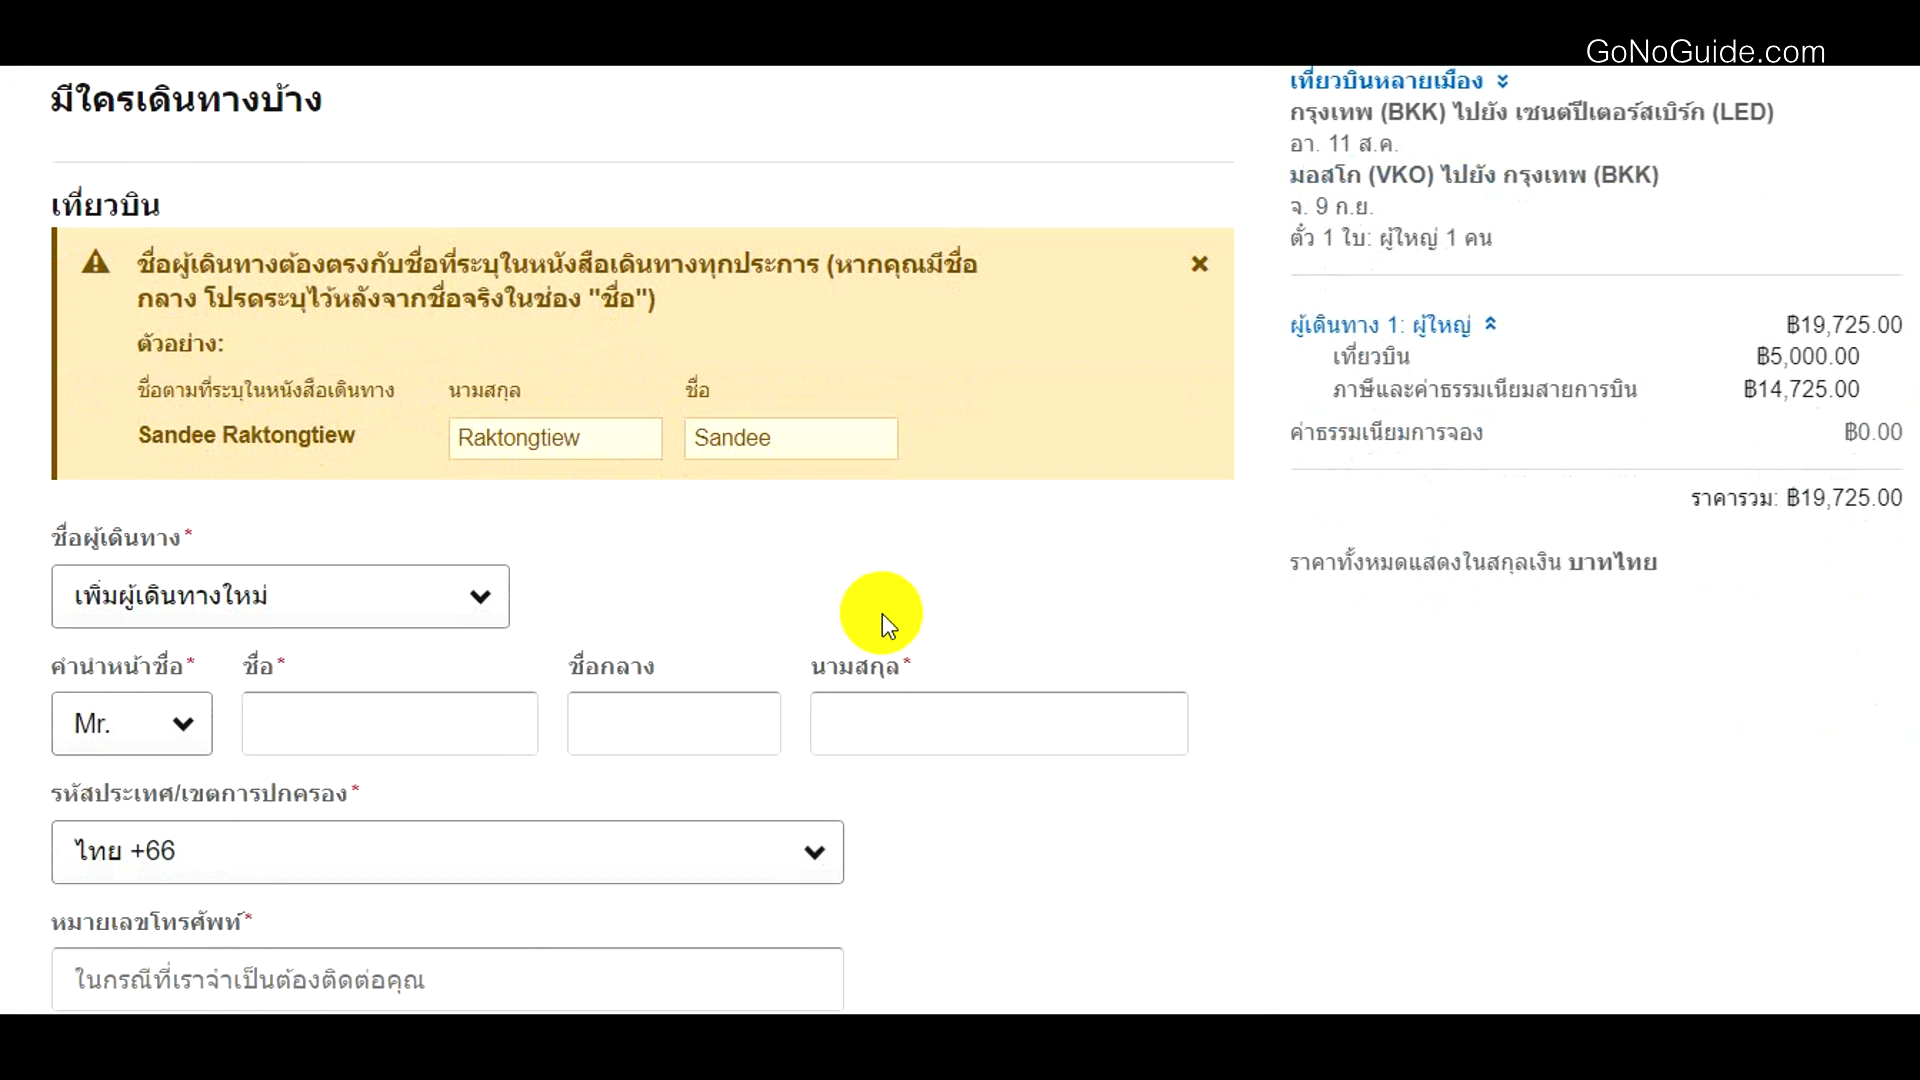 GoNoGuide.com
มีใครเดินทางบ้าง
เที่ยวบิน
ชื่อผู้เดินทางต้องตรงกับชื่อที่ระบุในหนังสือเดินทางทุกประการ (หากคุณมีชื่อ
กลาง โปรดระบุไว้หลังจากชื่อจริงในช่อง "ชื่อ")
ตัวอย่าง:
ชื่อตามที่ระบุในหนังสือเดินทาง นามสกุล ชื่อ
Sandee Raktongtiew Raktongtiew Sandee
ชื่อผู้เดินทาง*
เพิ่มผู้เดินทางใหม่
คำนำหน้าชื่อ* ชื่อ* ชื่อกลาง นามสกุล*
Mr.
รหัสประเทศ/เขตการปกครอง*
ไทย +66
หมายเลขโทรศัพท์*
ในกรณีที่เราจำเป็นต้องติดต่อคุณ
เที่ยวบินหลายเมือง
กรุงเทพ (BKK) ไปยัง เซนต์ปีเตอร์สเบิร์ก (LED)
อา. 11 ส.ค.
มอสโก (VKO) ไปยัง กรุงเทพ (BKK)
จ. 9 ก.ย.
ตั๋ว 1 ใบ: ผู้ใหญ่ 1 คน
ผู้เดินทาง 1: ผู้ใหญ่ ฿19,725.00
เที่ยวบิน ฿5,000.00
ภาษีและค่าธรรมเนียมสายการบิน ฿14,725.00
ค่าธรรมเนียมการจอง ฿0.00
ราคารวม: ฿19,725.00
ราคาทั้งหมดแสดงในสกุลเงิน บาทไทย